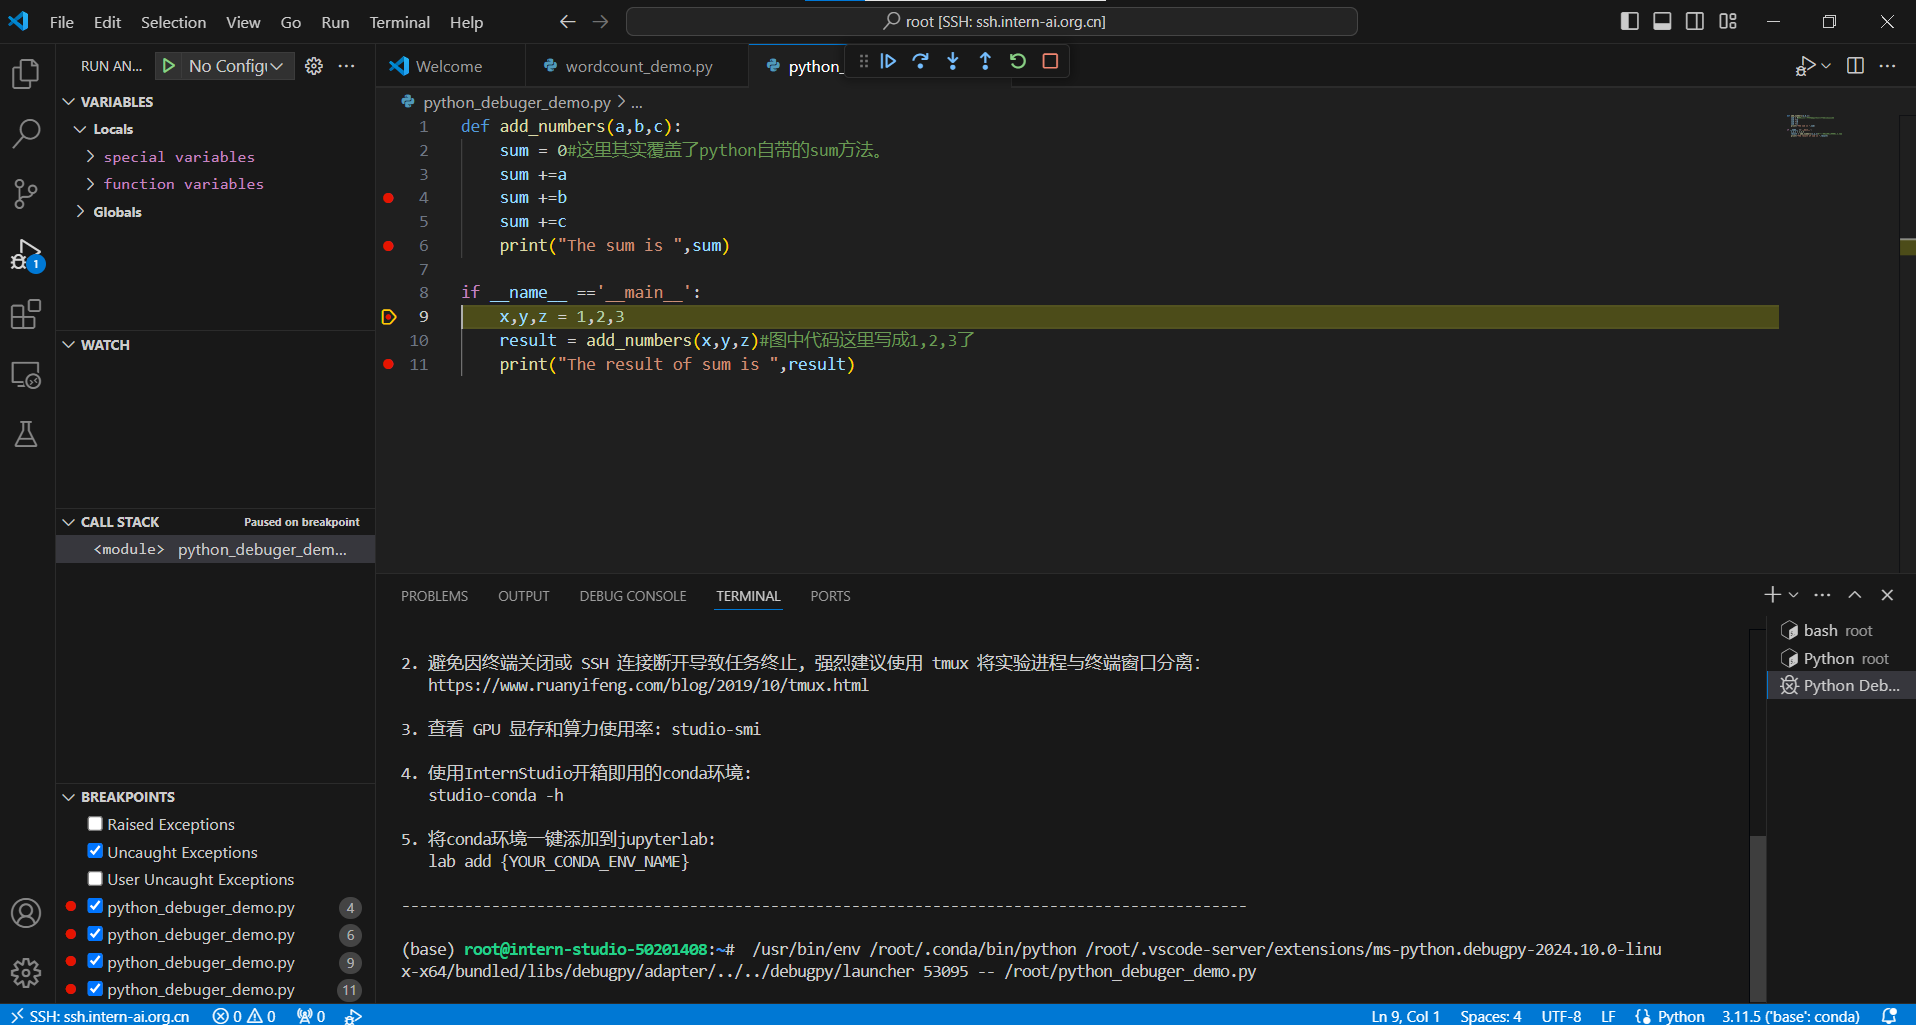 File Edit Selection View Go Run Terminal Help
root [SSH: ssh.intern-ai.org.cn]
RUN AN... No Config
Welcome
wordcount_demo.py
python_
VARIABLES
Locals
special variables
function variables
Globals
WATCH
CALL STACK Paused on breakpoint
<module> python_debuger_dem...
BREAKPOINTS
Raised Exceptions
Uncaught Exceptions
User Uncaught Exceptions
python_debuger_demo.py 4
python_debuger_demo.py 6
python_debuger_demo.py 9
python_debuger_demo.py 11
1
python_debuger_demo.py > ...
1 def add_numbers(a,b,c):
2 sum = 0#这里其实覆盖了python自带的sum方法。
3 sum +=a
4 sum +=b
5 sum +=c
6 print("The sum is ",sum)
7
8 if __name__ =='__main__':
9 x,y,z = 1,2,3
10 result = add_numbers(x,y,z)#图中代码这里写成1,2,3了
11 print("The result of sum is ",result)
PROBLEMS OUTPUT DEBUG CONSOLE TERMINAL PORTS
2. 避免因终端关闭或 SSH 连接断开导致任务终止, 强烈建议使用 tmux 将实验进程与终端窗口分离:
https://www.ruanyifeng.com/blog/2019/10/tmux.html
3. 查看 GPU 显存和算力使用率: studio-smi
4. 使用InternStudio开箱即用的conda环境:
studio-conda -h
5. 将conda环境一键添加到jupyterlab:
lab add {YOUR_CONDA_ENV_NAME}
----------------------------------------------------------------------------------------------
(base) root@intern-studio-50201408:~# /usr/bin/env /root/.conda/bin/python /root/.vscode-server/extensions/ms-python.debugpy-2024.10.0-linu
x-x64/bundled/libs/debugpy/adapter/../../debugpy/launcher 53095 -- /root/python_debuger_demo.py
bash root
Python root
Python Deb...
SSH: ssh.intern-ai.org.cn 0 0 0 Ln 9, Col 1 Spaces: 4 UTF-8 LF Python 3.11.5 ('base': conda)